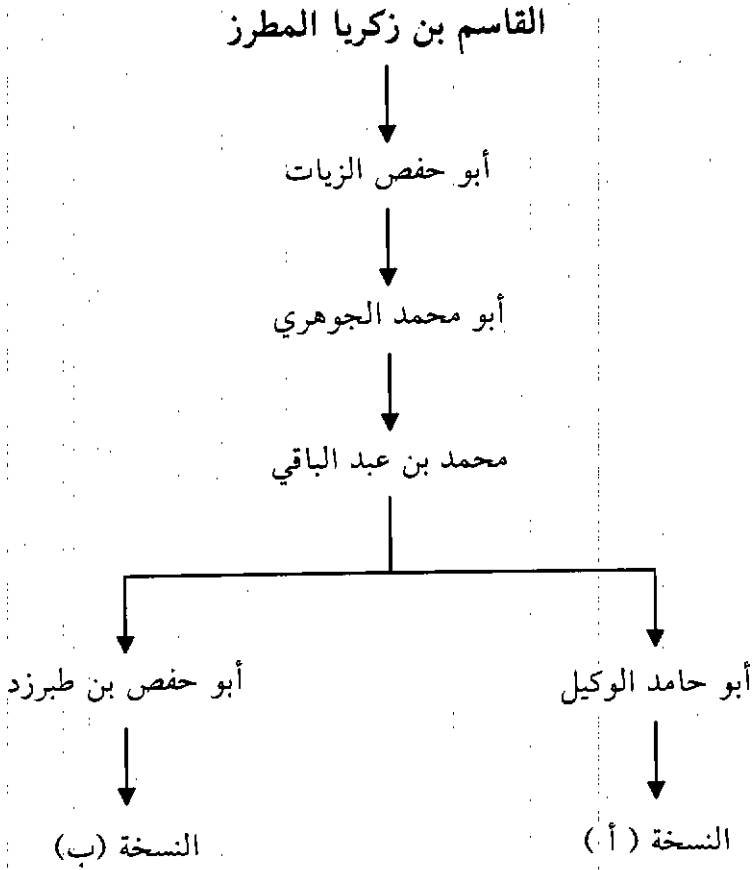 القاسم بن زكريا المطرز
أبو حفص الزيات
أبو محمد الجوهري
محمد بن عبد الباقي
أبو حامد الوكيل
أبو حفص بن طبرزد
النسخة ( أ )
النسخة (ب)